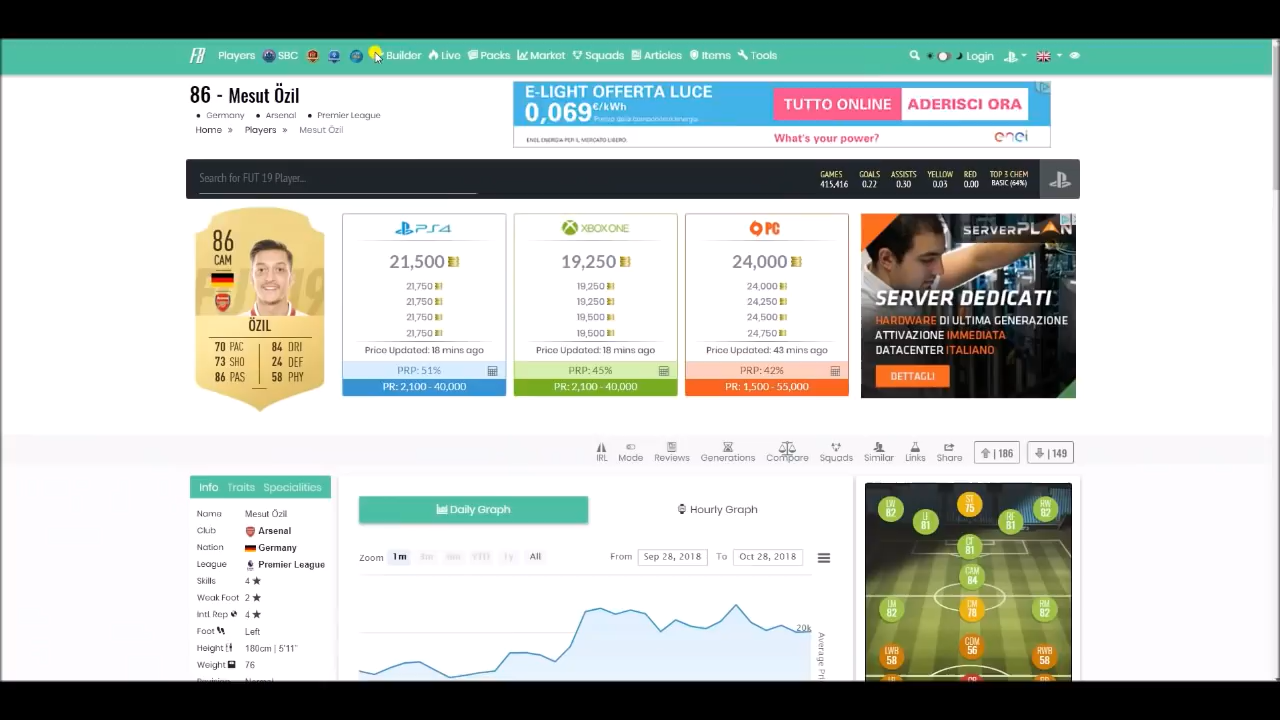 FB Players SBC Builder Live Packs Market Squads Articles Items Tools Login
86 - Mesut Özil
Germany Arsenal Premier League
Home » Players » Mesut Özil
E-LIGHT OFFERTA LUCE
0,069 €/kWh
ENEL ENERGIA PER IL MERCATO LIBERO.
TUTTO ONLINE ADERISCI ORA
What's your power?
enel
Search for FUT 19 Player...
GAMES GOALS ASSISTS YELLOW RED TOP 3 CHEM
415,416 0.22 0.30 0.03 0.00 BASIC (64%)
86
CAM
ÖZIL
70 PAC 84 DRI
73 SHO 24 DEF
86 PAS 58 PHY
PS4
21,500
21,750
21,750
21,750
21,750
Price Updated: 18 mins ago
PRP: 51%
PR: 2,100 - 40,000
XBOX ONE
19,250
19,250
19,250
19,500
19,500
Price Updated: 18 mins ago
PRP: 45%
PR: 2,100 - 40,000
PC
24,000
24,000
24,250
24,500
24,750
Price Updated: 43 mins ago
PRP: 42%
PR: 1,500 - 55,000
SERVERPLAN
SERVER DEDICATI
HARDWARE DI ULTIMA GENERAZIONE
ATTIVAZIONE IMMEDIATA
DATACENTER ITALIANO
DETTAGLI
IRL Mode Reviews Generations Compare Squads Similar Links Share | 186 | 149
Info Traits Specialities
Name Mesut Özil
Club Arsenal
Nation Germany
League Premier League
Skills 4
Weak Foot 2
Intl. Rep 4
Foot Left
Height 180cm | 5'11"
Weight 76
Daily Graph Hourly Graph
Zoom 1m 3m 6m YTD 1y All From Sep 28, 2018 To Oct 28, 2018
20k
LW
82
ST
75
RW
82
LF
81
RF
81
CF
81
CAM
84
LM
82
CM
78
RM
82
CDM
56
LWB
58
RWB
58